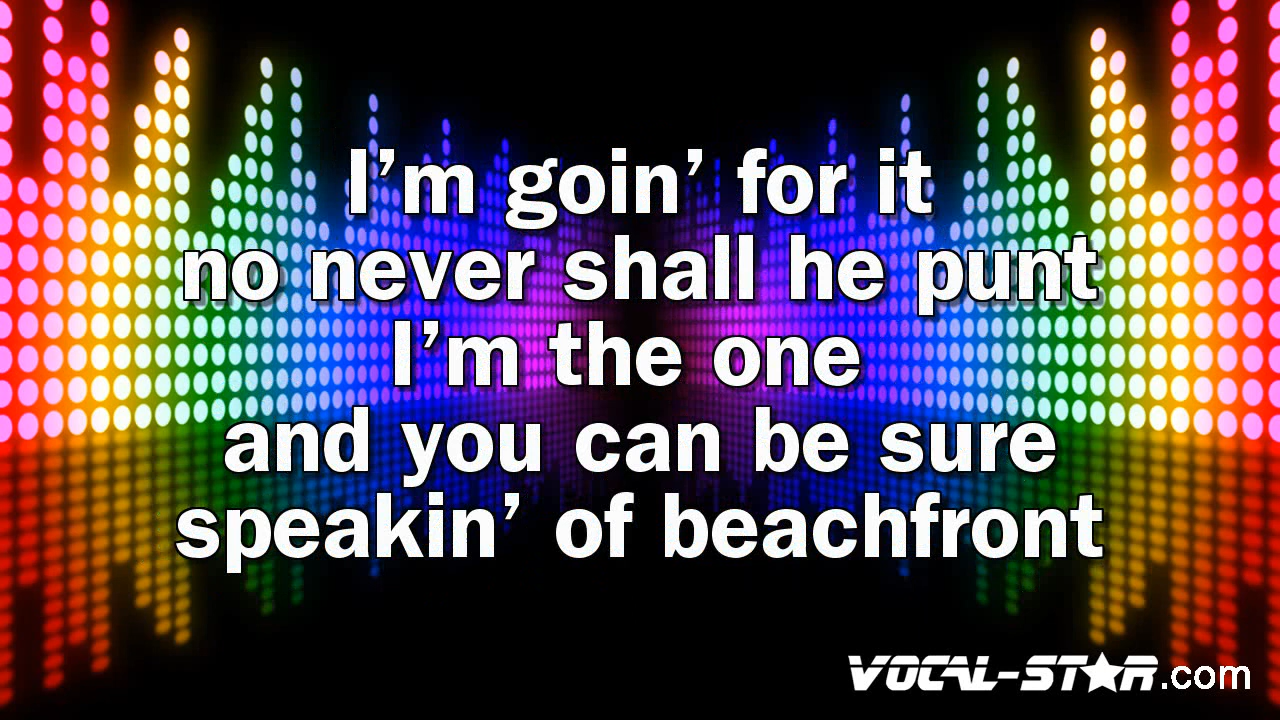 I’m goin’ for it
no never shall he punt
I’m the one
and you can be sure
speakin’ of beachfront
VOCAL-STAR.com